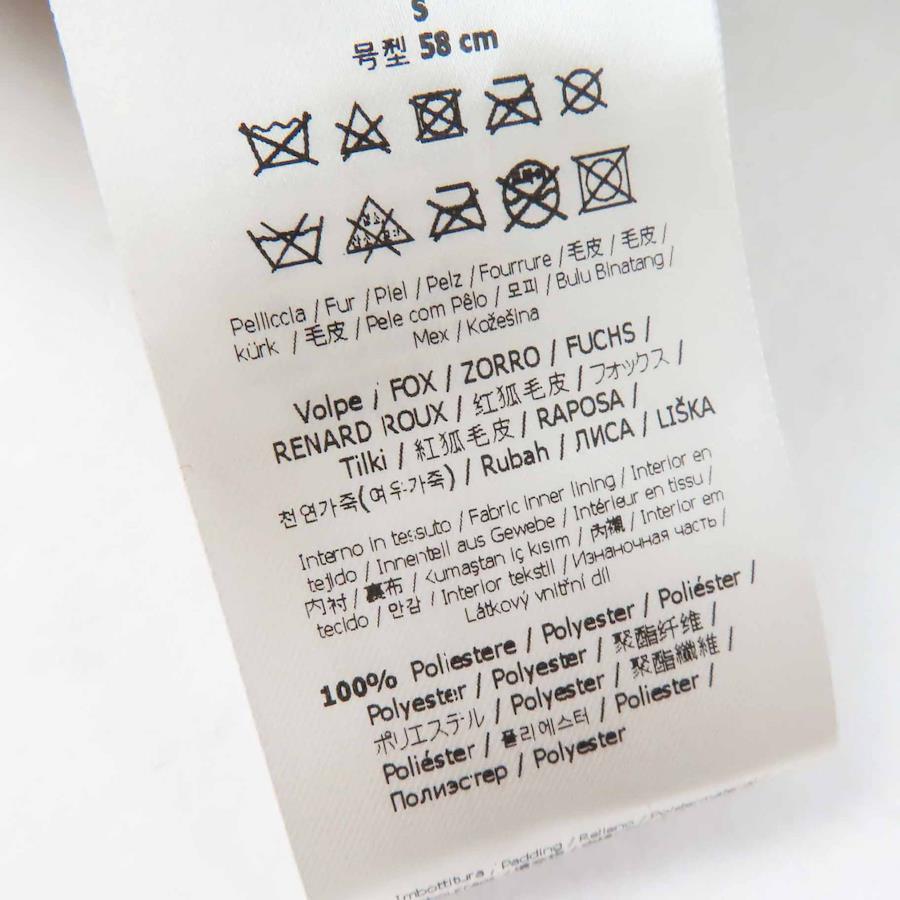 S
号型 58 cm
Pelliccia / Fur / Piel / Pelz / Fourrure / 毛皮 / 毛皮 /
kürk / 毛皮 / Pele com Pêlo / 모피 / Bulu Binatang /
Mex / Kožešina
Volpe / FOX / ZORRO / FUCHS /
RENARD ROUX / 红狐毛皮 / フォックス /
Tilki / 紅狐毛皮 / RAPOSA /
천연가죽(여우가죽) / Rubah / ЛИСА / LIŠKA
Interno in tessuto / Fabric inner lining / Interior en
tejido / Innenteil aus Gewebe / Intérieur en tissu /
内衬 / 裏布 / Kumaştan iç kısım / 內襯 / Interior em
tecido / 안감 / Interior tekstil / Изнаночная часть /
Látkový vnitřní díl
100% Poliestere / Polyester / Poliéster /
Polyester / Polyester / 聚酯纤维 /
ポリエステル / Polyester / 聚酯纖維 /
Poliéster / 폴리에스터 / Poliester /
Полиэстер / Polyester
Imbottitura / Padding / Relleno /